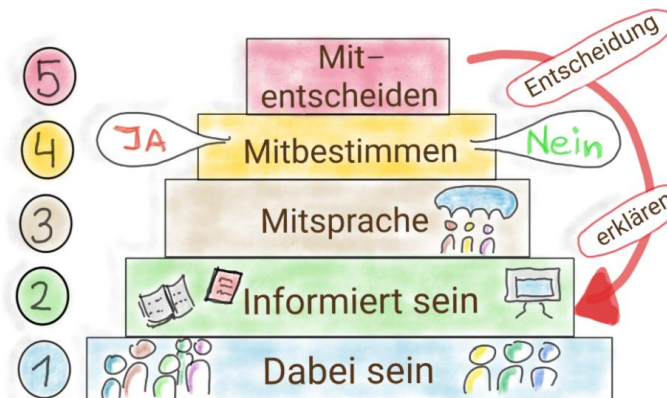 5
Mit-
entscheiden
Entscheidung
4
JA
Mitbestimmen
Nein
3
Mitsprache
erklären
2
Informiert sein
1
Dabei sein